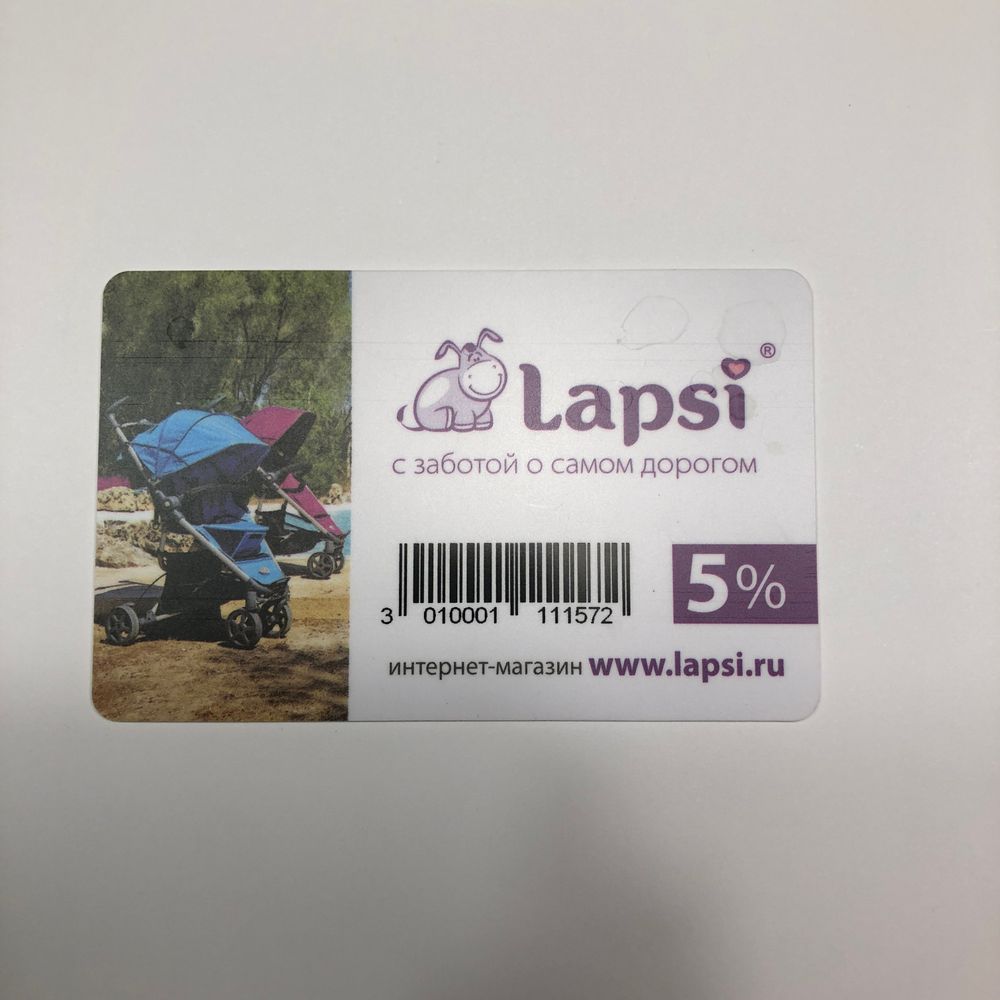 Lapsi ®
с заботой о самом дорогом
3 010001 111572
5%
интернет-магазин www.lapsi.ru